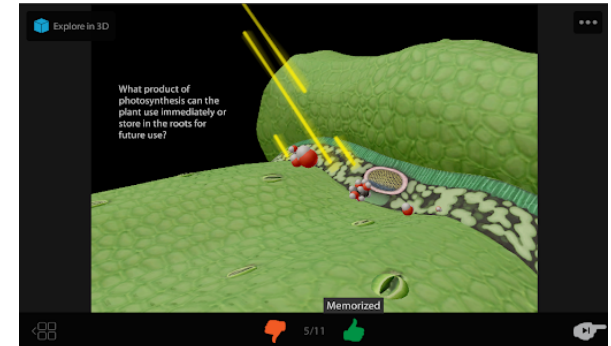 Explore in 3D
What product of
photosynthesis can the
plant use immediately or
store in the roots for
future use?
Memorized
5/11